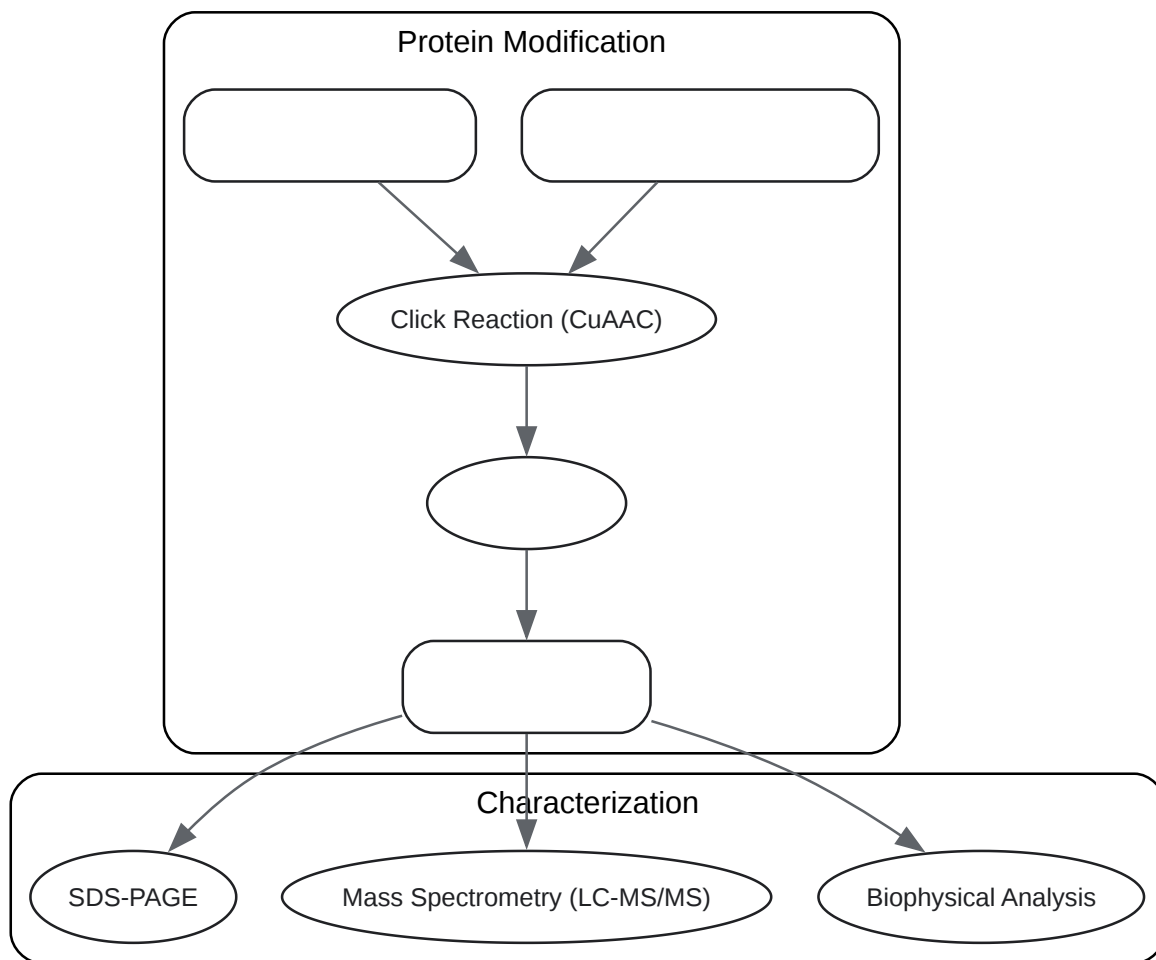 Protein Modification
Click Reaction (CuAAC)
Characterization
SDS-PAGE
Mass Spectrometry (LC-MS/MS)
Biophysical Analysis